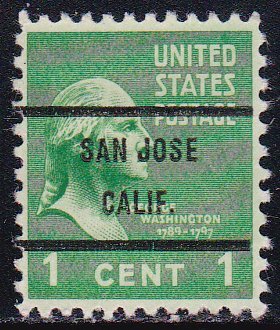 UNITED
STATES
POSTAGE
SAN JOSE
CALIF.
WASHINGTON
1789-1797
1 CENT 1